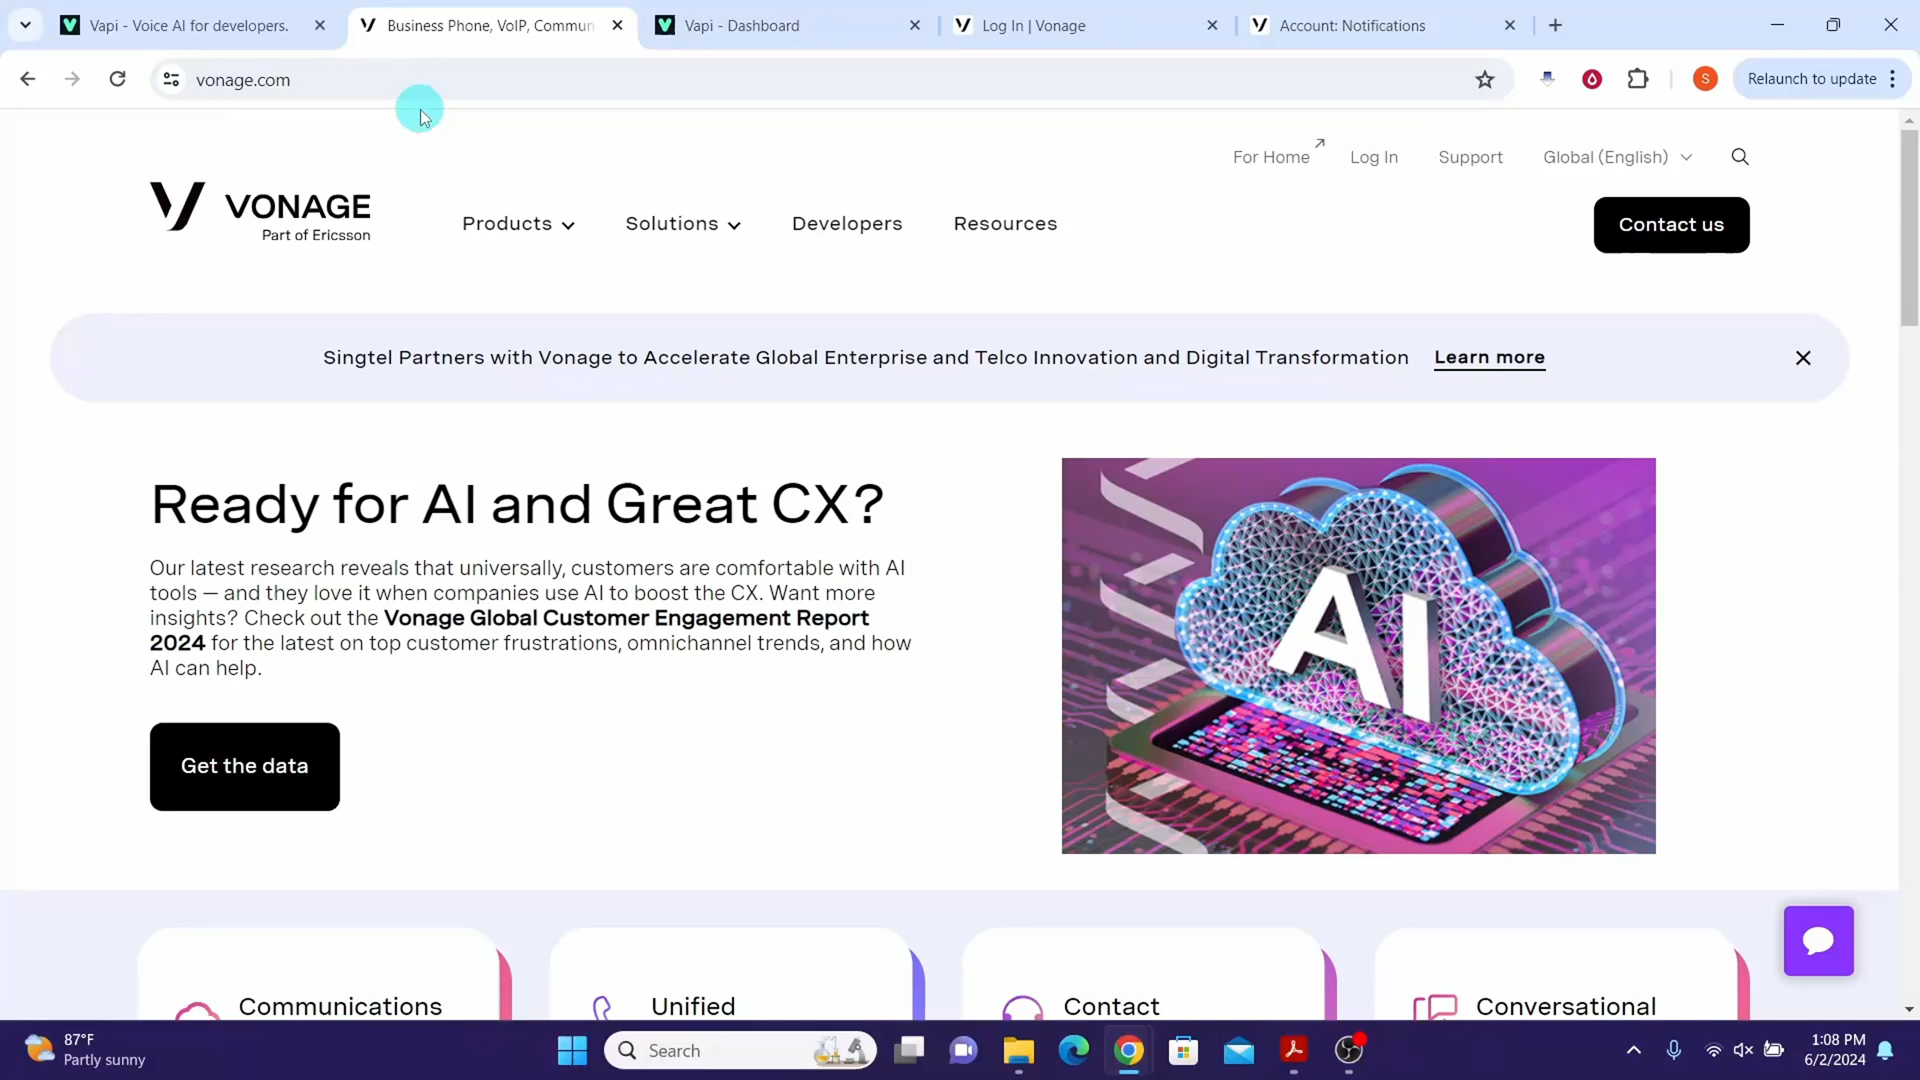 Vapi - Voice AI for developers.
Business Phone, VoIP, Commun
Vapi - Dashboard
Log In | Vonage
Account: Notifications
vonage.com
S
Relaunch to update
For Home
Log In
Support
Global (English)
VONAGE
Part of Ericsson
Products
Solutions
Developers
Resources
Contact us
Singtel Partners with Vonage to Accelerate Global Enterprise and Telco Innovation and Digital Transformation
Learn more
Ready for AI and Great CX?
Our latest research reveals that universally, customers are comfortable with AI
tools — and they love it when companies use AI to boost the CX. Want more
insights? Check out the Vonage Global Customer Engagement Report
2024 for the latest on top customer frustrations, omnichannel trends, and how
AI can help.
Get the data
AI
Communications
Unified
Contact
Conversational
87°F
Partly sunny
Search
1:08 PM
6/2/2024